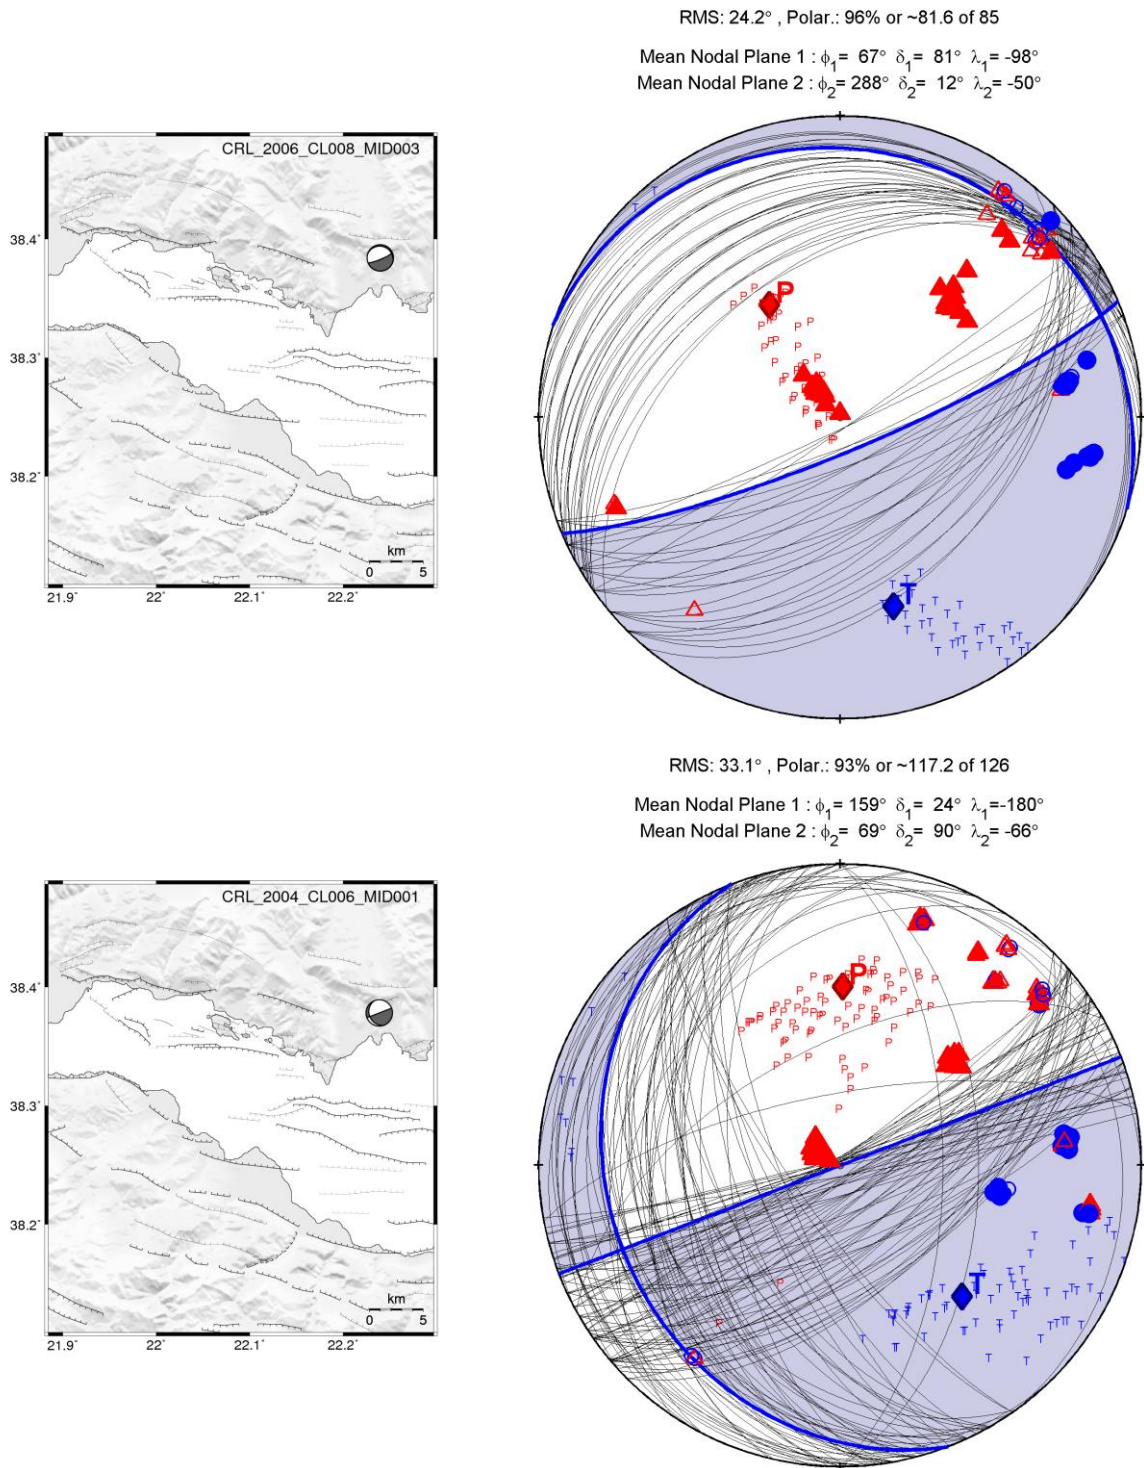 RMS: 24.2° , Polar.: 96% or ~81.6 of 85
Mean Nodal Plane 1 : ϕ1= 67° δ1= 81° λ1= -98°
Mean Nodal Plane 2 : ϕ2= 288° δ2= 12° λ2= -50°
CRL_2006_CL008_MID003
38.4°
38.3°
38.2°
km
0 5
21.9° 22° 22.1° 22.2°
P
T
RMS: 33.1° , Polar.: 93% or ~117.2 of 126
Mean Nodal Plane 1 : ϕ1= 159° δ1= 24° λ1=-180°
Mean Nodal Plane 2 : ϕ2= 69° δ2= 90° λ2= -66°
CRL_2004_CL006_MID001
38.4°
38.3°
38.2°
km
0 5
21.9° 22° 22.1° 22.2°
P
T